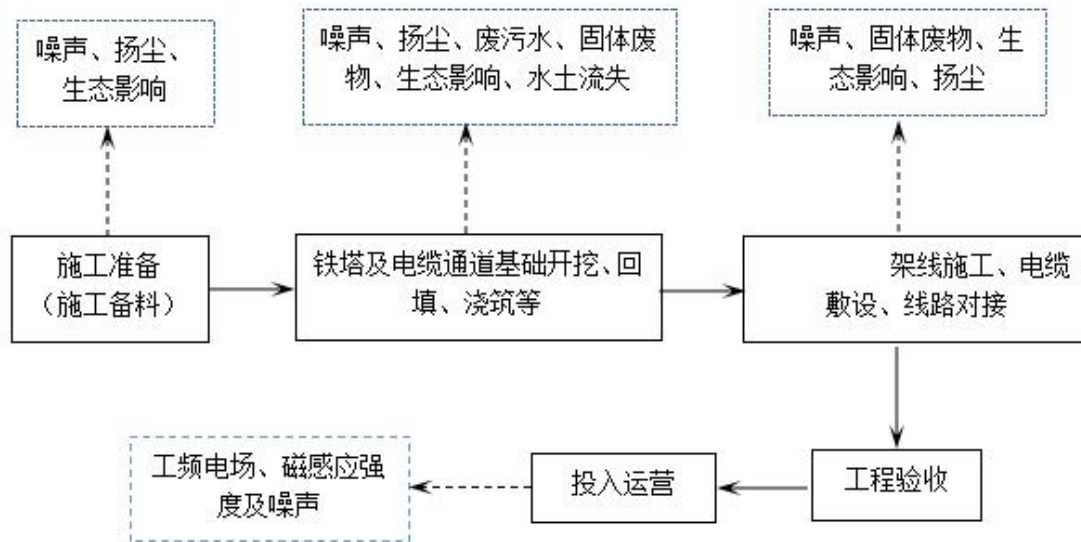 噪声、扬尘、
生态影响
噪声、扬尘、废污水、固体废
物、生态影响、水土流失
噪声、固体废物、生
态影响、扬尘
施工准备
（施工备料）
铁塔及电缆通道基础开挖、回
填、浇筑等
架线施工、电缆
敷设、线路对接
工频电场、磁感应强
度及噪声
投入运营
工程验收